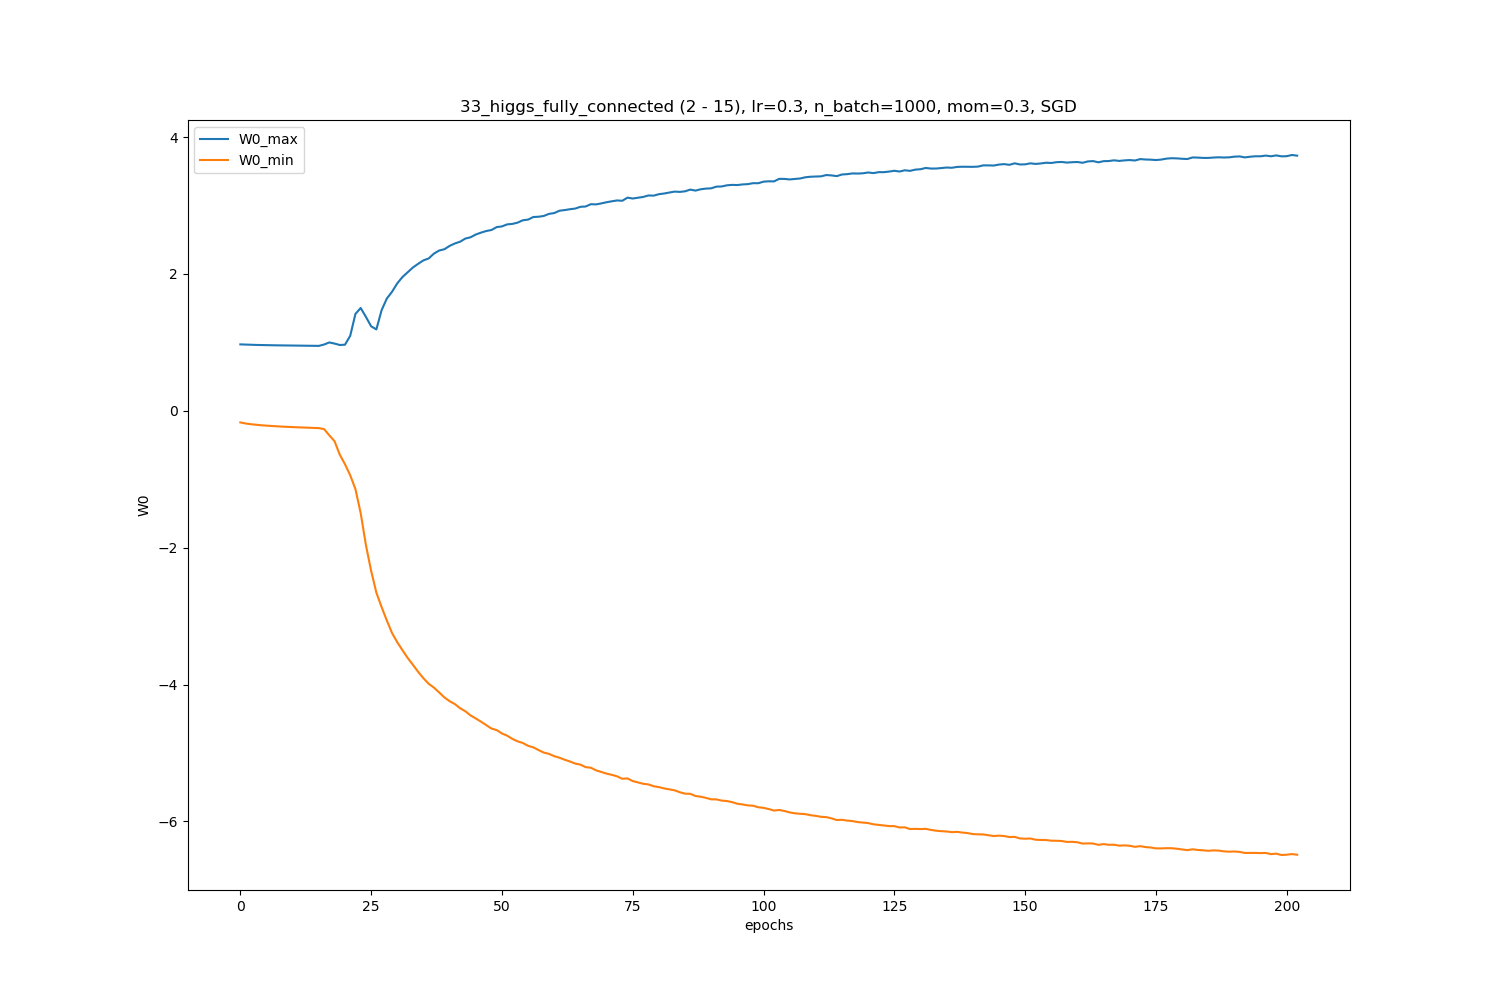 33_higgs_fully_connected (2 - 15), lr=0.3, n_batch=1000, mom=0.3, SGD
W0_max
W0_min
4
2
0
−2
−4
−6
W0
0 25 50 75 100 125 150 175 200
epochs